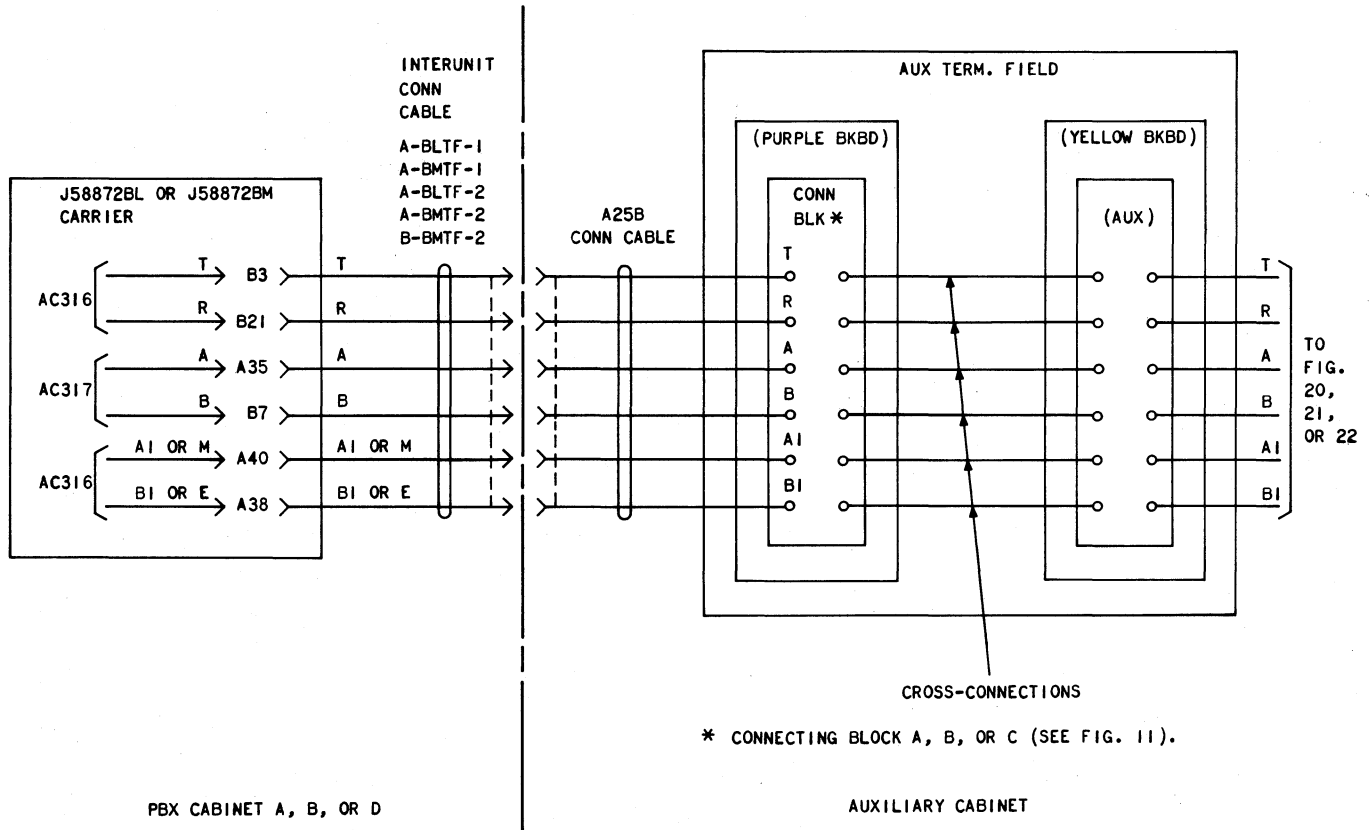 INTERUNIT
CONN
CABLE
A-BLTF-1
A-BMTF-1
A-BLTF-2
A-BMTF-2
B-BMTF-2
J58872BL OR J58872BM
CARRIER
A25B
CONN CABLE
AUX TERM. FIELD
(PURPLE BKBD)
(YELLOW BKBD)
CONN
BLK *
(AUX)
AC316
T B3 T
R B21 R
AC317
A A35 A
B B7 B
AC316
A1 OR M A40 A1 OR M
B1 OR E A38 B1 OR E
T
R
A
B
A1
B1
T
R
A
B
A1
B1
TO
FIG.
20,
21,
OR 22
CROSS-CONNECTIONS
* CONNECTING BLOCK A, B, OR C (SEE FIG. 11).
PBX CABINET A, B, OR D
AUXILIARY CABINET